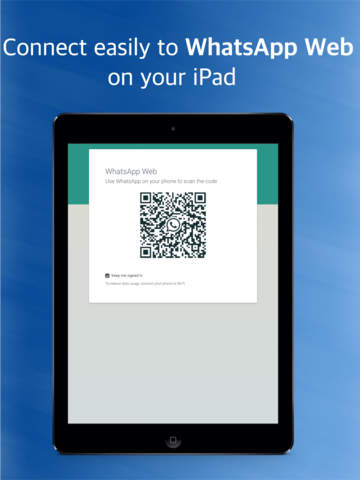 Connect easily to WhatsApp Web
on your iPad
WhatsApp Web
Use WhatsApp on your phone to scan the code
Keep me signed in
To reduce data usage, connect your phone to Wi-Fi